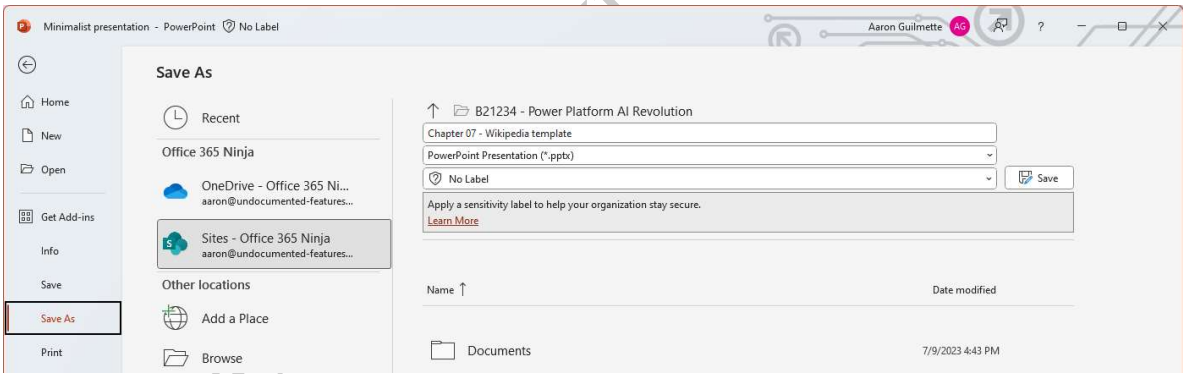 Minimalist presentation - PowerPoint No Label
Aaron Guilmette AG ?
Home
New
Open
Get Add-ins
Info
Save
Save As
Print
Save As
Recent
Office 365 Ninja
OneDrive - Office 365 Ni...
aaron@undocumented-features...
S Sites - Office 365 Ninja
aaron@undocumented-features...
Other locations
Add a Place
Browse
B21234 - Power Platform AI Revolution
Chapter 07 - Wikipedia template
PowerPoint Presentation (*.pptx)
No Label
Save
Apply a sensitivity label to help your organization stay secure.
Learn More
Name ↑ Date modified
Documents 7/9/2023 4:43 PM